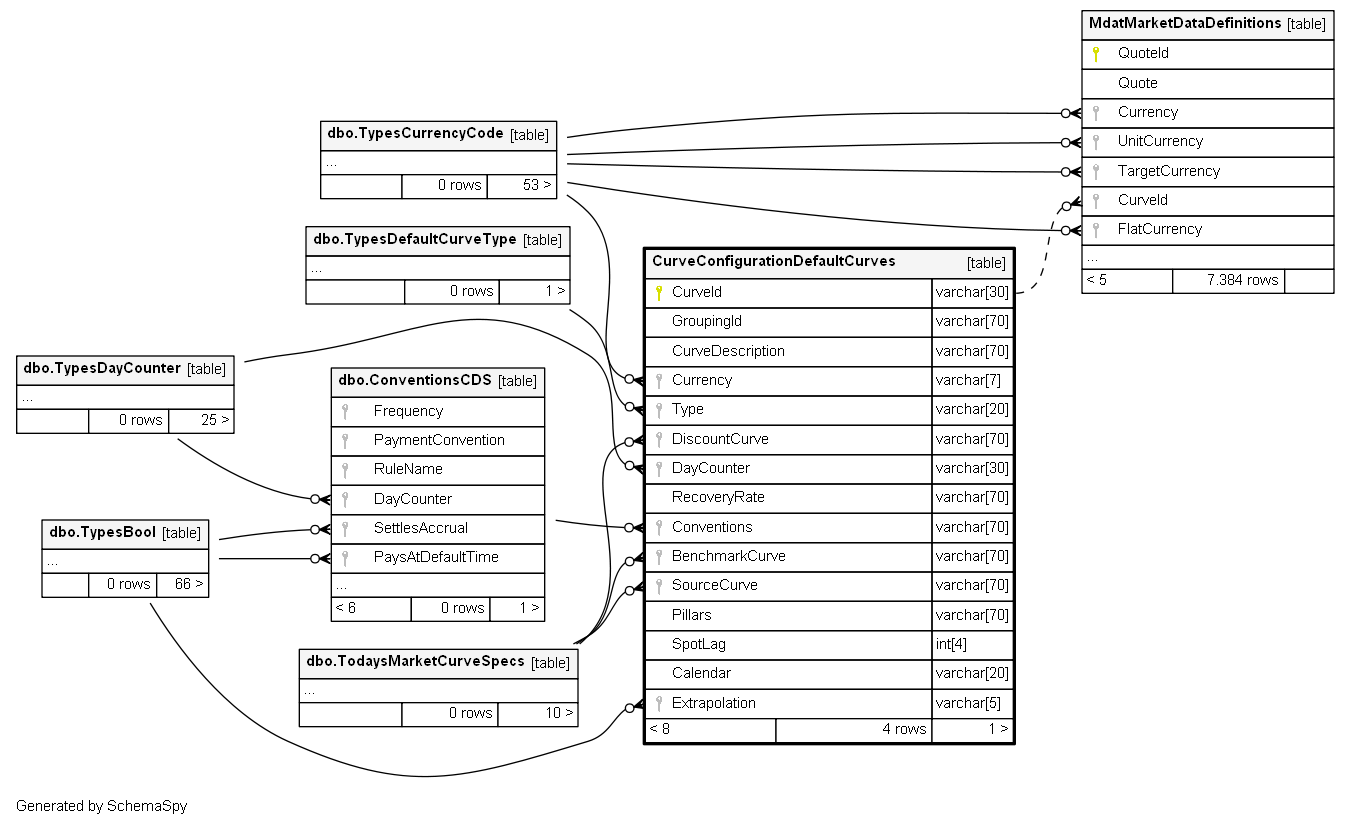 MdatMarketDataDefinitions [table]
QuoteId
Quote
Currency
UnitCurrency
TargetCurrency
CurveId
FlatCurrency
...
< 5 7.384 rows
dbo.TypesCurrencyCode [table]
...
0 rows 53 >
dbo.TypesDefaultCurveType [table]
...
0 rows 1 >
CurveConfigurationDefaultCurves [table]
CurveId varchar[30]
GroupingId varchar[70]
CurveDescription varchar[70]
Currency varchar[7]
Type varchar[20]
DiscountCurve varchar[70]
DayCounter varchar[30]
RecoveryRate varchar[70]
Conventions varchar[70]
BenchmarkCurve varchar[70]
SourceCurve varchar[70]
Pillars varchar[70]
SpotLag int[4]
Calendar varchar[20]
Extrapolation varchar[5]
< 8 4 rows 1 >
dbo.TypesDayCounter [table]
...
0 rows 25 >
dbo.ConventionsCDS [table]
Frequency
PaymentConvention
RuleName
DayCounter
SettlesAccrual
PaysAtDefaultTime
...
< 6 0 rows 1 >
dbo.TypesBool [table]
...
0 rows 66 >
dbo.TodaysMarketCurveSpecs [table]
...
0 rows 10 >
Generated by SchemaSpy